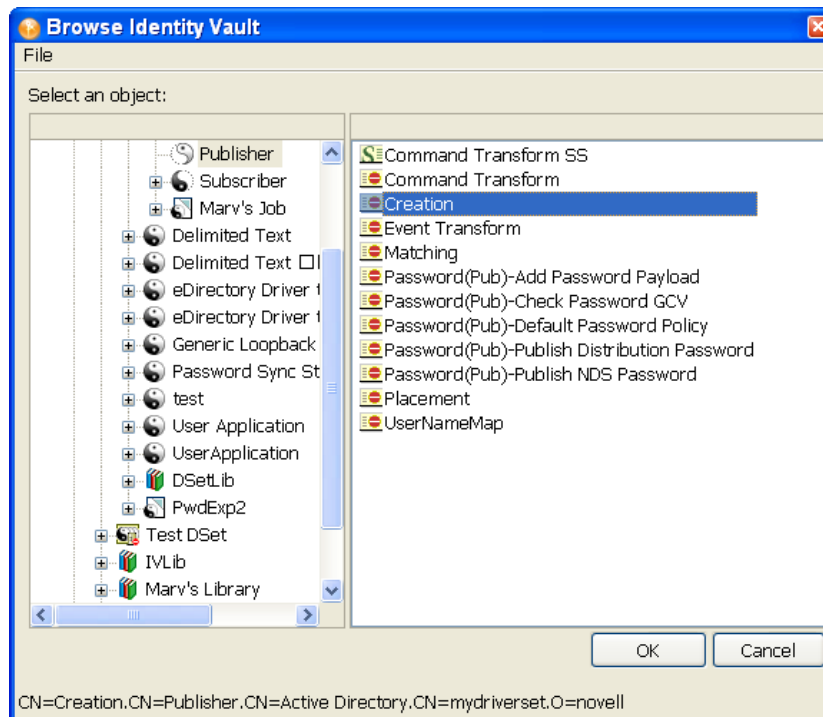 Browse Identity Vault
File
Select an object:
Publisher
Subscriber
Marv's Job
Delimited Text
Delimited Text
eDirectory Driver
eDirectory Driver
Generic Loopback
Password Sync St
test
User Application
UserApplication
DSetLib
PwdExp2
Test DSet
IVLib
Marv's Library
Command Transform SS
Command Transform
Creation
Event Transform
Matching
Password(Pub)-Add Password Payload
Password(Pub)-Check Password GCV
Password(Pub)-Default Password Policy
Password(Pub)-Publish Distribution Password
Password(Pub)-Publish NDS Password
Placement
UserNameMap
OK
Cancel
CN=Creation.CN=Publisher.CN=Active Directory.CN=mydriverset.O=novell